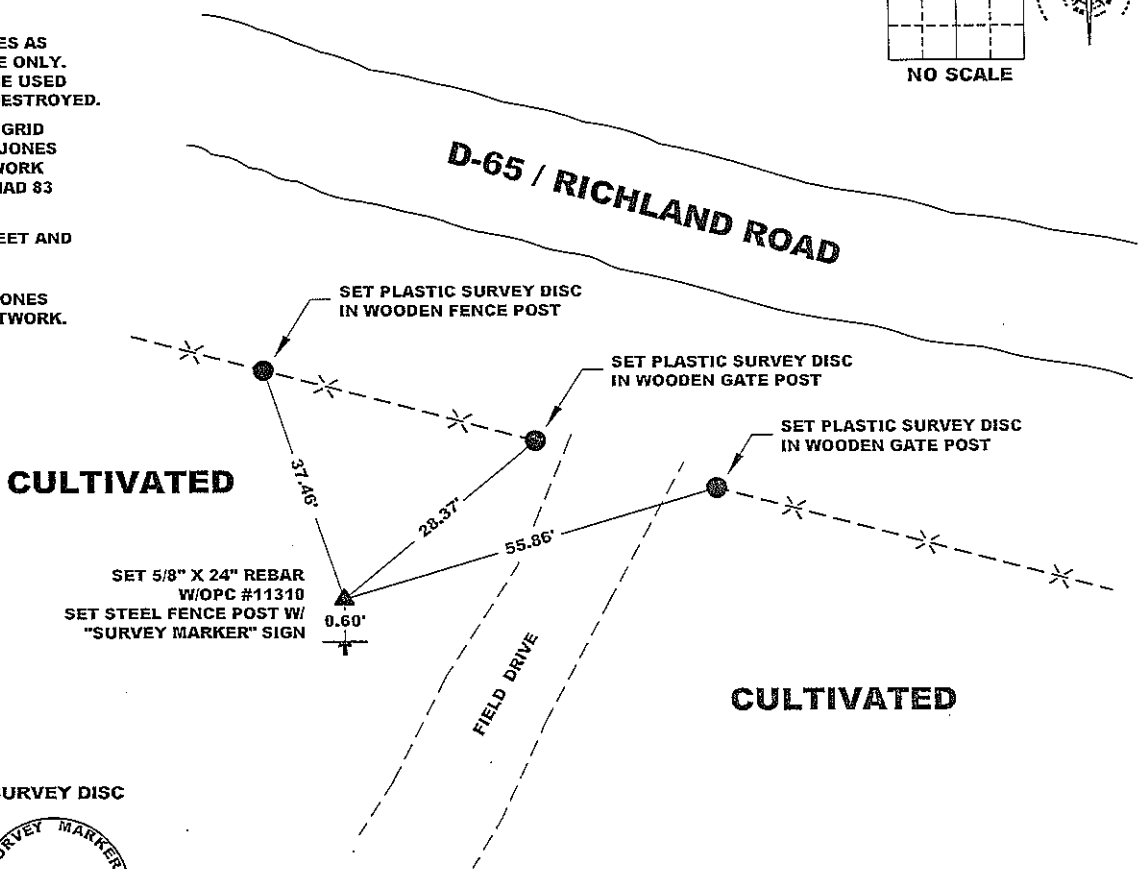 ES AS
E ONLY.
E USED
ESTROYED.
GRID
JONES
WORK
NAD 83
EET AND
ONES
TWORK.
NO SCALE
D-65 / RICHLAND ROAD
SET PLASTIC SURVEY DISC
IN WOODEN FENCE POST
SET PLASTIC SURVEY DISC
IN WOODEN GATE POST
SET PLASTIC SURVEY DISC
IN WOODEN GATE POST
CULTIVATED
37.46'
28.37'
55.86'
SET 5/8" X 24" REBAR
W/OPC #11310
SET STEEL FENCE POST W/
"SURVEY MARKER" SIGN
0.60'
FIELD DRIVE
CULTIVATED
URVEY DISC
URVEY MARKER